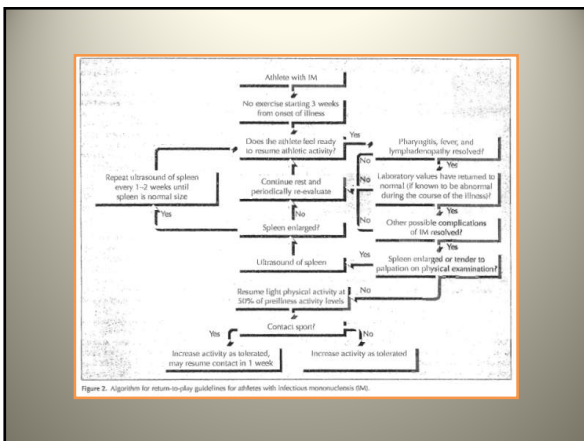 Athlete with IM
No exercise starting 3 weeks
from onset of illness
Does the athlete feel ready
to resume athletic activity?
Yes
Pharyngitis, fever, and
lymphadenopathy resolved?
No
Yes
Repeat ultrasound of spleen
every 1–2 weeks until
spleen is normal size
Continue rest and
periodically re-evaluate
No
Laboratory values have returned to
normal (if known to be abnormal
during the course of the illness)?
Yes
No
Yes
Spleen enlarged?
No
Other possible complications
of IM resolved?
Yes
Ultrasound of spleen
Yes
Spleen enlarged or tender to
palpation on physical examination?
Resume light physical activity at
50% of preillness activity levels
No
Contact sport?
Yes
No
Increase activity as tolerated,
may resume contact in 1 week
Increase activity as tolerated
Figure 2. Algorithm for return-to-play guidelines for athletes with infectious mononucleosis (IM).